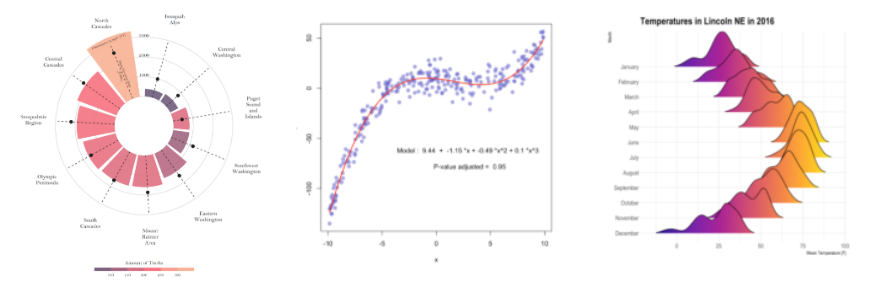 North
Cascades
Issaquah
Alps
Central
Washington
Puget
Sound
and
Islands
Southwest
Washington
Eastern
Washington
Mount
Rainier
Area
South
Cascades
Olympic
Peninsula
Snoqualmie
Region
Central
Cascades
2000
1000
Amount of Tracks
50
0
-50
-100
Model : 9.44 + -1.15 *x + -0.49 *x^2 + 0.1 *x^3
P-value adjusted = 0.95
-10 -5 0 5 10
x
Temperatures in Lincoln NE in 2016
Month
January
February
March
April
May
June
July
August
September
October
November
December
0 25 50 75 100
Mean Temperature [F]